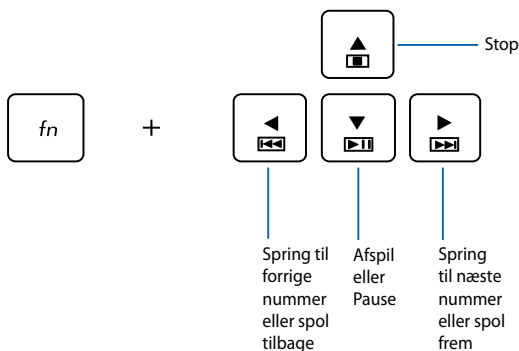 Stop
fn
+
Spring til
forrige
nummer
eller spol
tilbage
Afspil
eller
Pause
Spring
til næste
nummer
eller spol
frem